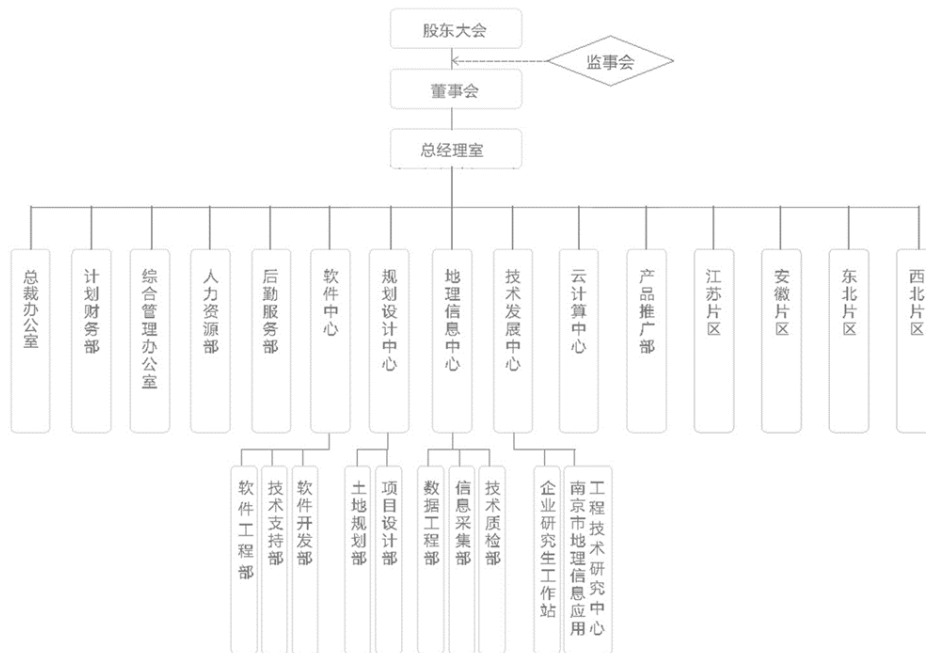 股东大会
监事会
董事会
总经理室
总裁办公室
计划财务部
综合管理办公室
人力资源部
后勤服务部
软件中心
规划设计中心
地理信息中心
技术发展中心
云计算中心
产品推广部
江苏片区
安徽片区
东北片区
西北片区
软件工程部
技术支持部
软件开发部
土地规划部
项目设计部
数据工程部
信息采集部
技术质检部
企业研究生工作站
南京市地理信息应用
工程技术研究中心